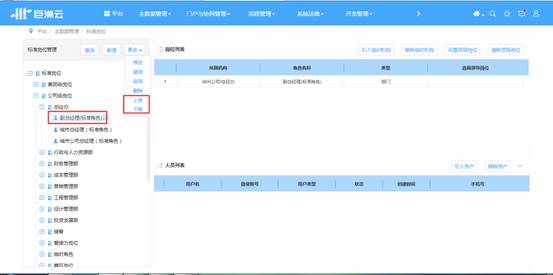 巨洲云
平台 主数据管理 门户与协同管理 流程管理 系统运维 开发管理
平台 / 主数据管理 / 标准岗位
标准岗位管理 查询 新增 更多
修改
禁用
启用
删除
上移
下移
标准岗位
集团级岗位
公司级岗位
总经办
副总经理(标准角色)
城市总经理（标准角色）
城市公司总经理（标准角色）
行政与人力资源部
财务管理部
成本管理部
营销管理部
工程管理部
设计管理部
投资发展部
临时角色
岗位列表 引入组织机构 移除组织机构 设置直接岗位 清除领导岗位
所属机构 角色名称 类型 直属领导岗位
1 徐州公司/总经办 副总经理(标准角色) 部门
人员列表 引入用户 移除用户
用户名 登录账号 用户类型 状态 创建时间 手机号